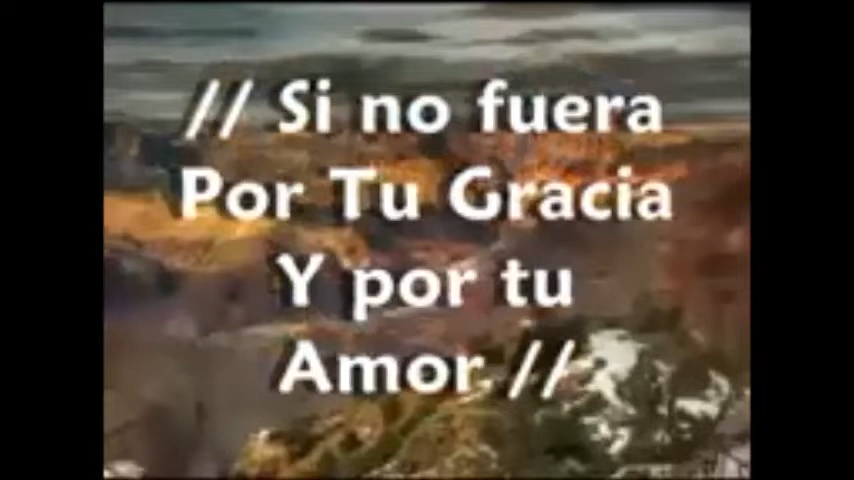 // Si no fuera
Por Tu Gracia
Y por tu
Amor //